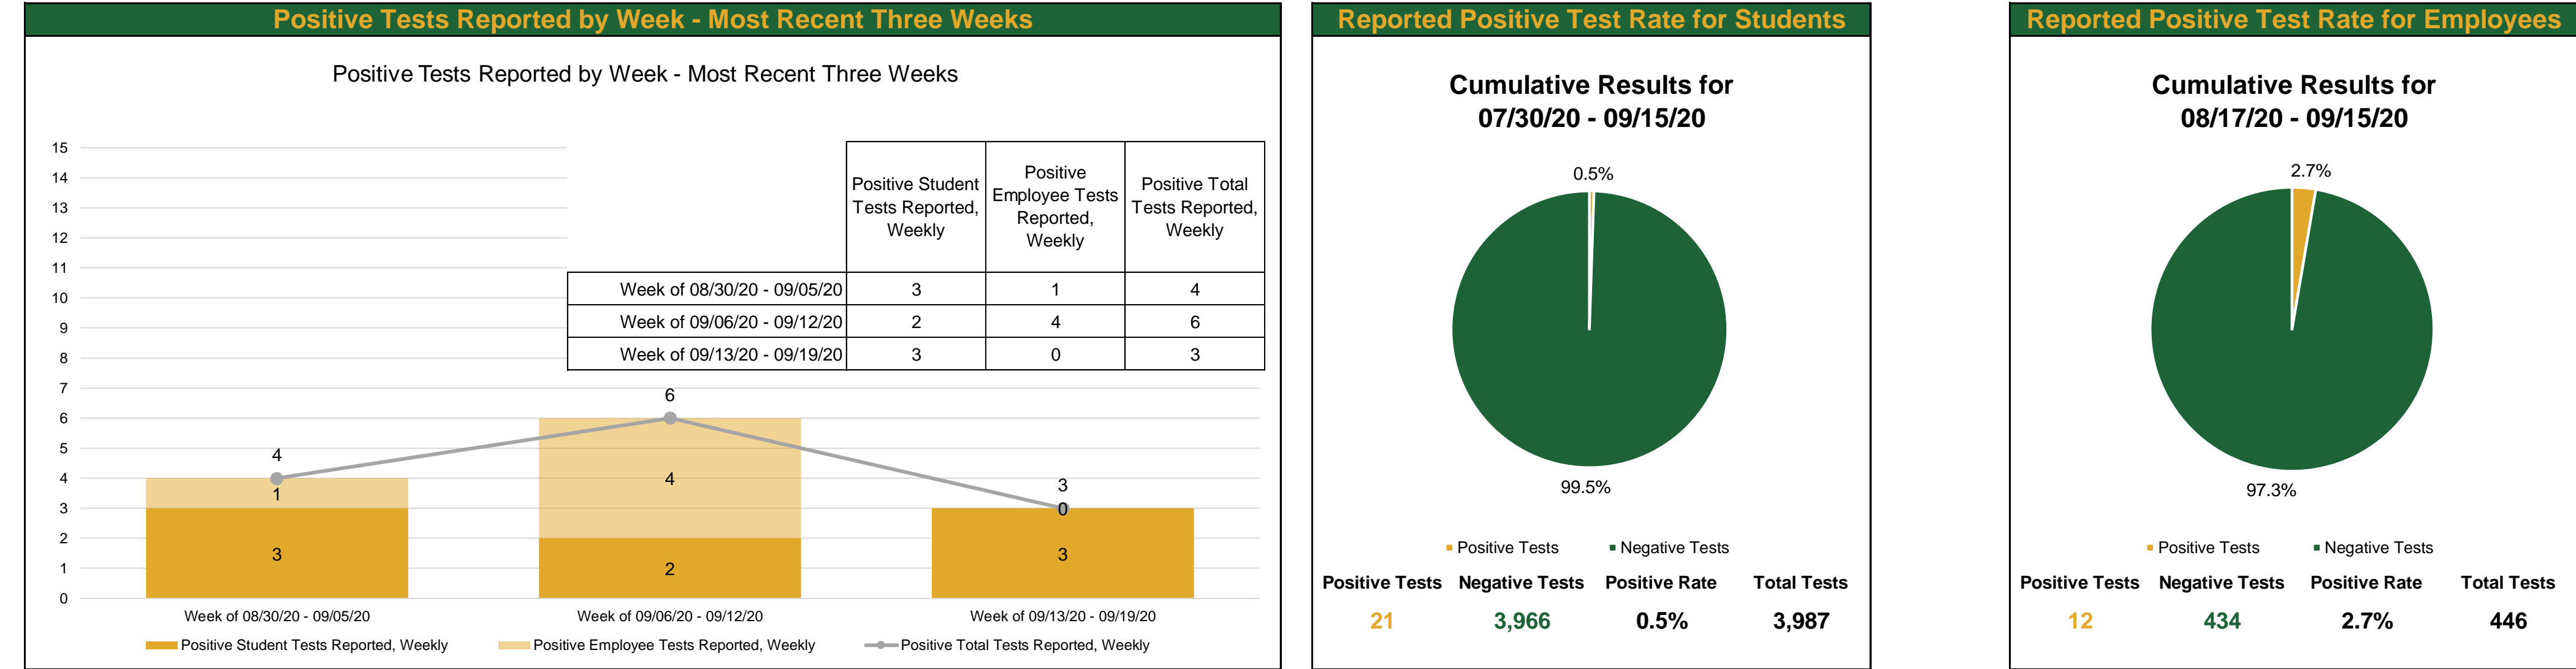 Positive Tests Reported by Week - Most Recent Three Weeks
Positive Tests Reported by Week - Most Recent Three Weeks
15
14
13
12
11
10
9
8
7
6
5
4
3
2
1
0
Positive Student
Tests Reported,
Weekly
Positive
Employee Tests
Reported,
Weekly
Positive Total
Tests Reported,
Weekly
Week of 08/30/20 - 09/05/20 3 1 4
Week of 09/06/20 - 09/12/20 2 4 6
Week of 09/13/20 - 09/19/20 3 0 3
4
1
3
6
4
2
3
0
3
Week of 08/30/20 - 09/05/20 Week of 09/06/20 - 09/12/20 Week of 09/13/20 - 09/19/20
Positive Student Tests Reported, Weekly Positive Employee Tests Reported, Weekly Positive Total Tests Reported, Weekly
Reported Positive Test Rate for Students
Cumulative Results for
07/30/20 - 09/15/20
0.5%
99.5%
Positive Tests Negative Tests
Positive Tests Negative Tests Positive Rate Total Tests
21 3,966 0.5% 3,987
Reported Positive Test Rate for Employees
Cumulative Results for
08/17/20 - 09/15/20
2.7%
97.3%
Positive Tests Negative Tests
Positive Tests Negative Tests Positive Rate Total Tests
12 434 2.7% 446